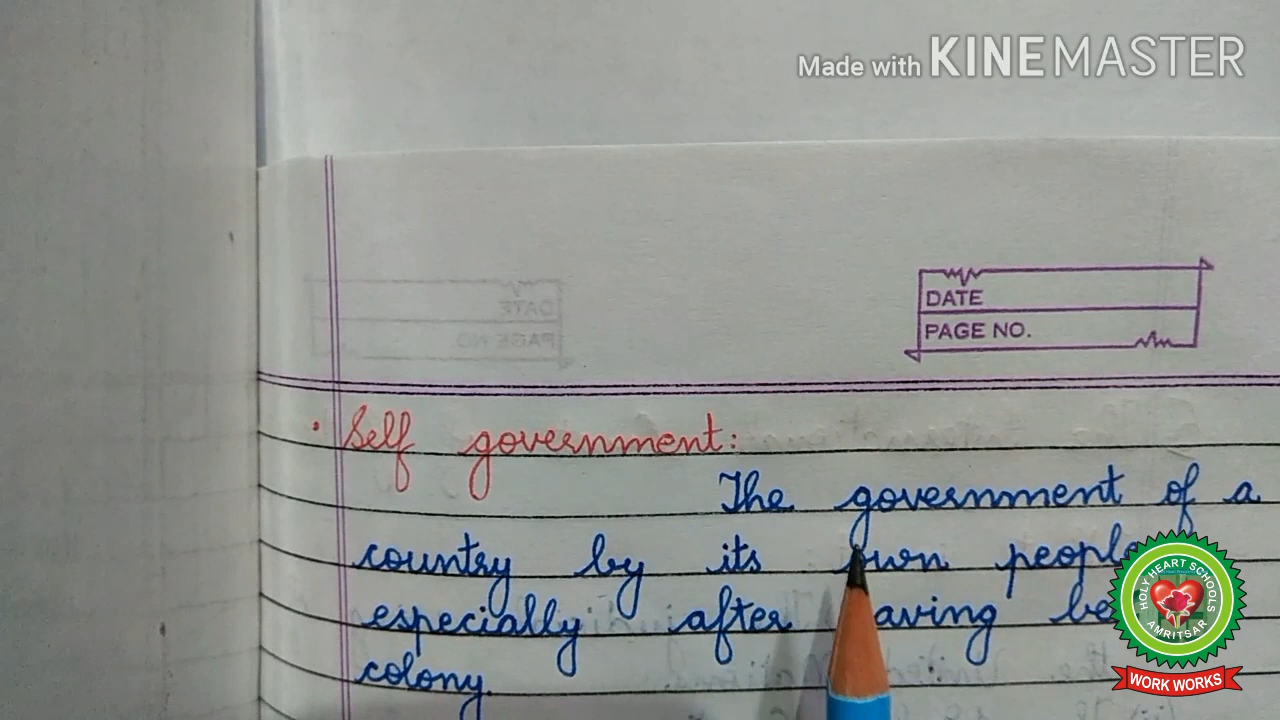 Made with KINEMASTER
DATE
PAGE NO.
• Self government:
The government of a
country by its own people
especially after having be
colony.
HOLY HEART SCHOOLS
AMRITSAR
WORK WORKS